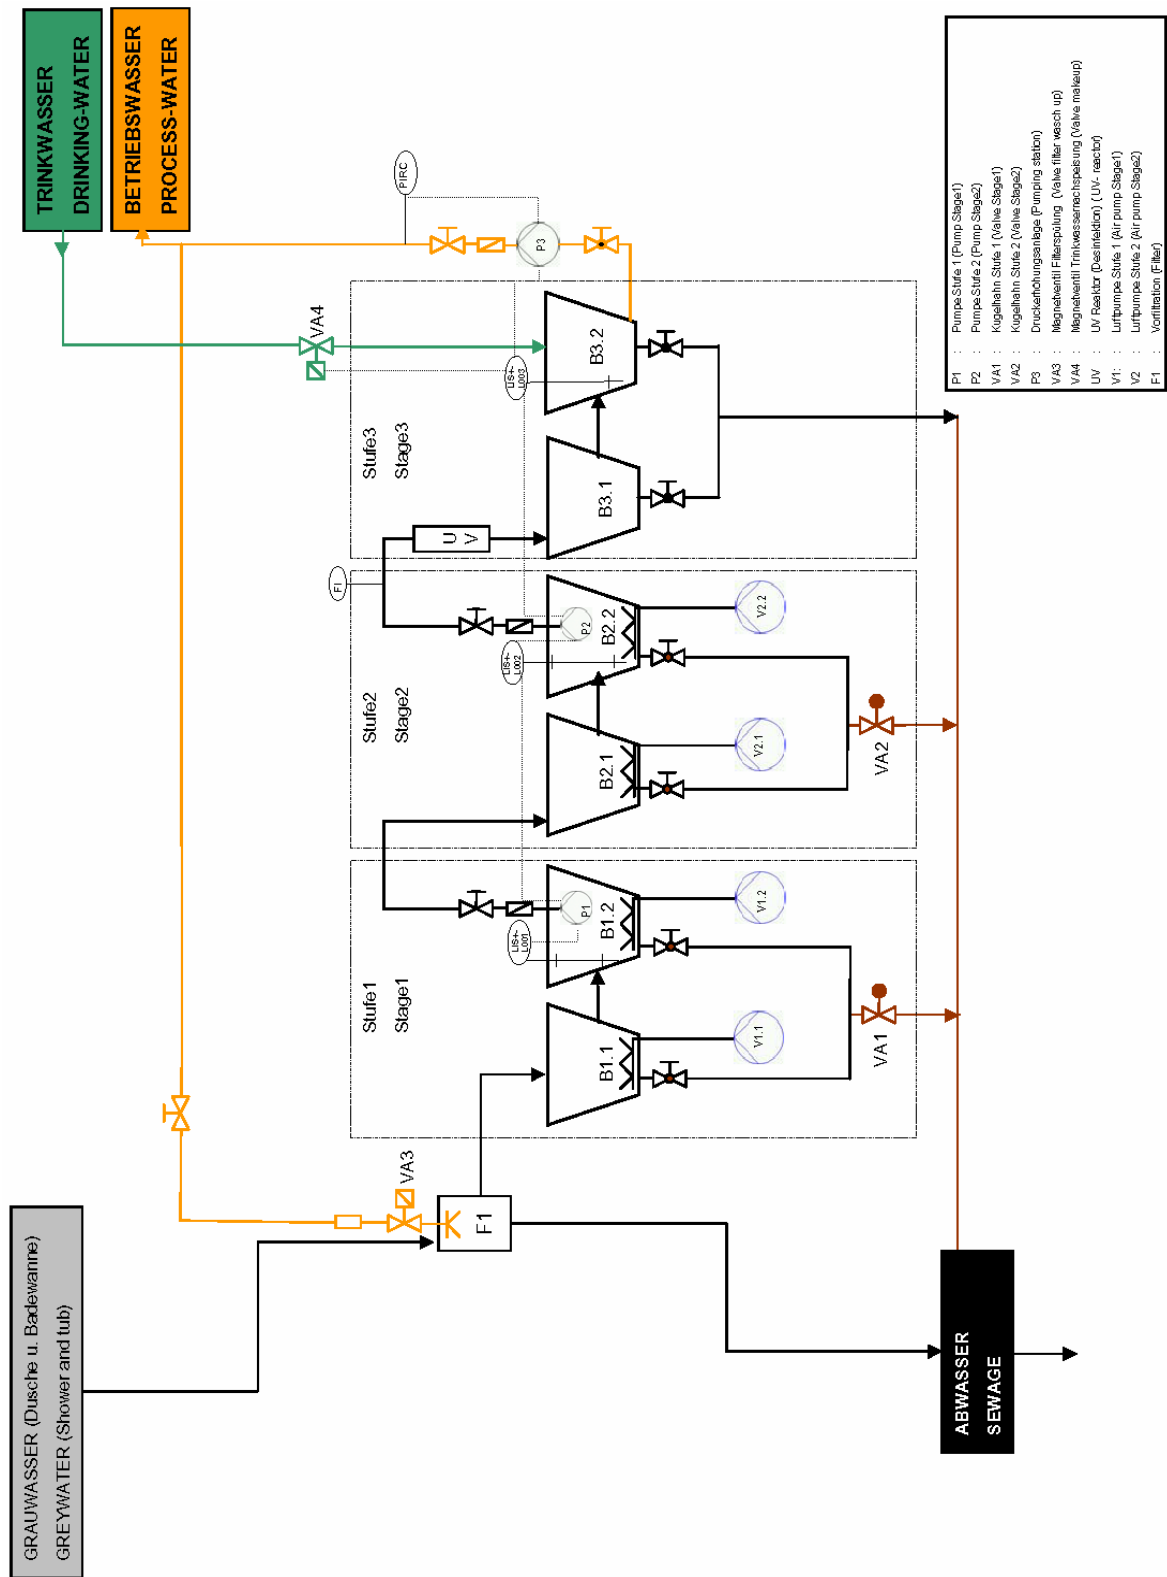 GRAUWASSER (Dusche u. Badewanne)
GREYWATER (Shower and tub)
TRINKWASSER
DRINKING-WATER
BETRIEBSWASSER
PROCESS-WATER
VA3
F1
VA4
PIRC
P3
FI
U
V
Stufe1
Stage1
Stufe2
Stage2
Stufe3
Stage3
LIS+-
L001
LIS+-
L002
LIS+-
L003
P1
P2
B1.1
B1.2
B2.1
B2.2
B3.1
B3.2
V1.1
V1.2
V2.1
V2.2
VA1
VA2
ABWASSER
SEWAGE
P1 : Pumpe Stufe 1 (Pump Stage1)
P2 : Pumpe Stufe 2 (Pump Stage2)
VA1 : Kugelhahn Stufe 1 (Valve Stage1)
VA2 : Kugelhahn Stufe 2 (Valve Stage2)
P3 : Druckerhöhungsanlage (Pumping station)
VA3 : Magnetventil Filterspülung (Valve filter wasch up)
VA4 : Magnetventil Trinkwassernachspeisung (Valve makeup)
UV : UV Reaktor (Desinfektion) ( UV- reactor)
V1: : Luftpumpe Stufe 1 (Air pump Stage1)
V2 : Luftpumpe Stufe 2 (Air pump Stage2)
F1 : Vorfiltration (Filter)